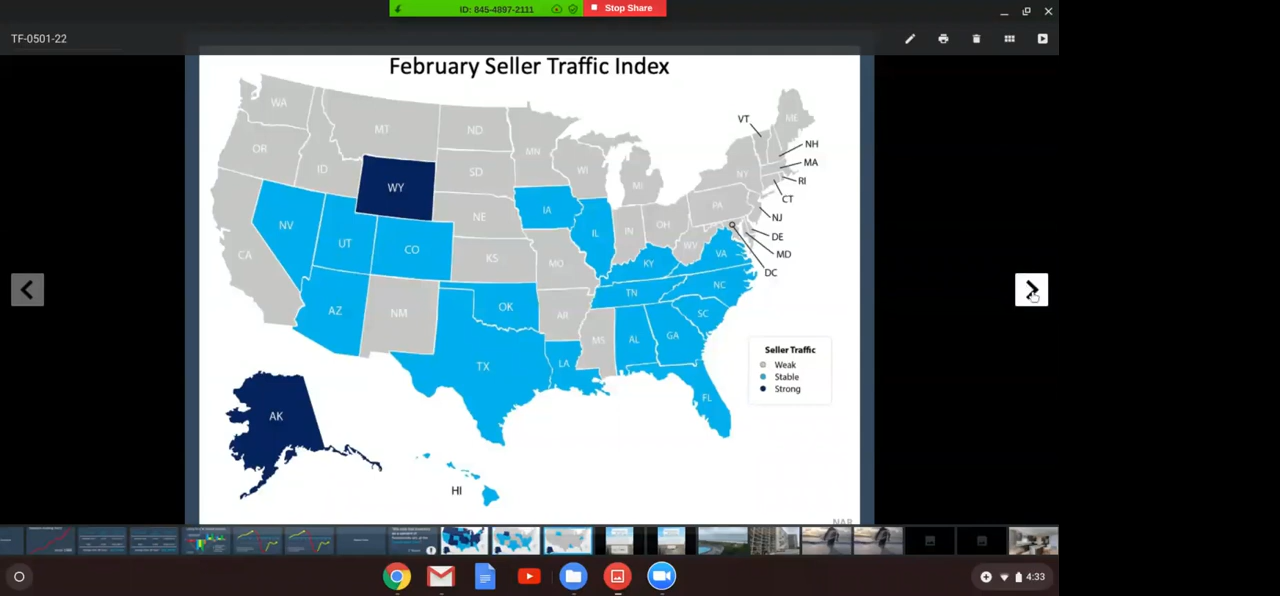 ID: 845-4897-2111
Stop Share
TF-0501-22
February Seller Traffic Index
WA
MT
ND
MN
OR
ID
SD
WI
MI
WY
NE
IA
NY
ME
VT
NH
MA
RI
CT
NJ
DE
MD
DC
PA
NV
UT
CO
KS
MO
IL
IN
OH
WV
VA
KY
CA
AZ
NM
OK
AR
TN
NC
SC
MS
AL
GA
TX
LA
FL
AK
HI
Seller Traffic
Weak
Stable
Strong
NAR
4:33